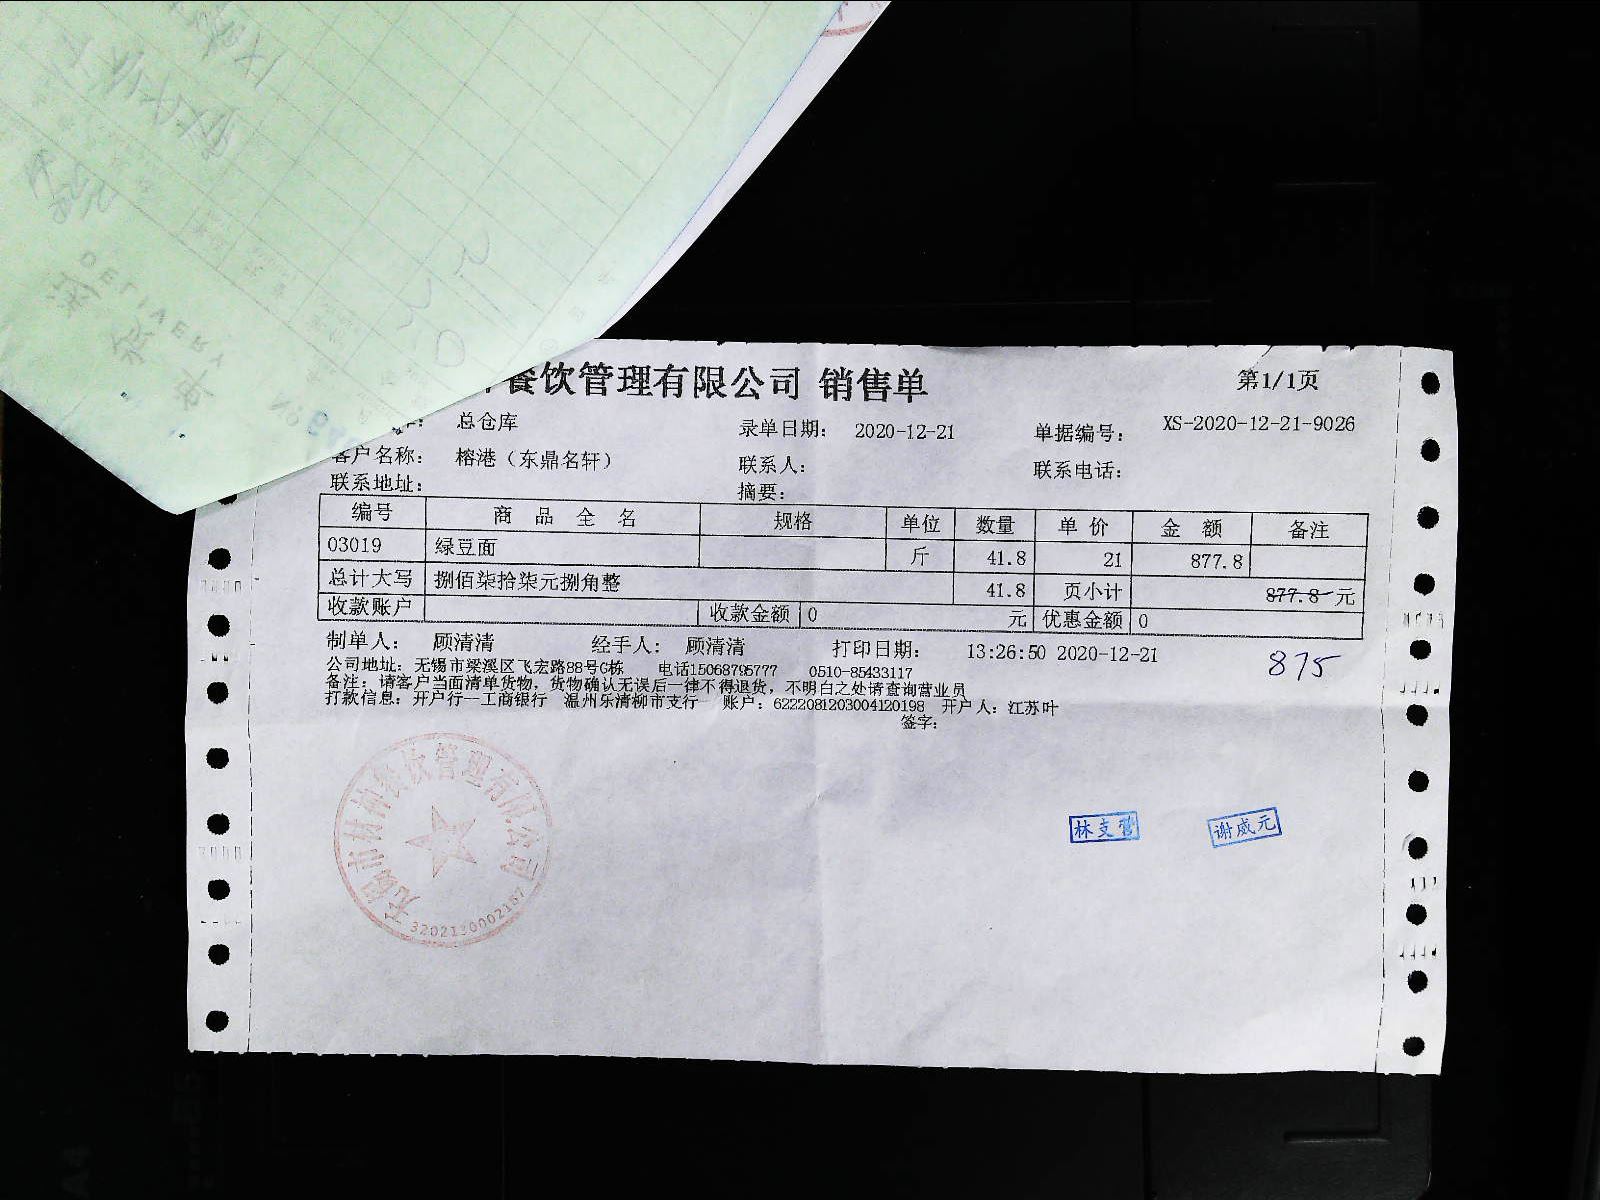 餐饮管理有限公司 销售单
第1/1页
总仓库 录单日期: 2020-12-21 单据编号: XS-2020-12-21-9026
客户名称: 榕港（东鼎名轩） 联系人: 联系电话:
联系地址: 摘要:
编号 商品全名 规格 单位 数量 单价 金额 备注
03019 绿豆面 斤 41.8 21 877.8
总计大写 捌佰柒拾柒元捌角整 41.8 页小计 877.8 元
收款账户 收款金额 0 元 优惠金额 0
制单人: 顾清清 经手人: 顾清清 打印日期: 13:26:50 2020-12-21
875
公司地址: 无锡市梁溪区飞宏路88号G栋 电话15068795777 0510-85433117
备注: 请客户当面清单货物, 货物确认无误后一律不得退货, 不明白之处请查询营业员
打款信息: 开户行—工商银行 温州乐清柳市支行 账户: 6222081203004120198 开户人: 江苏叶
签字:
餐饮管理有限公司
林支营 谢威元
DELIVERY
No